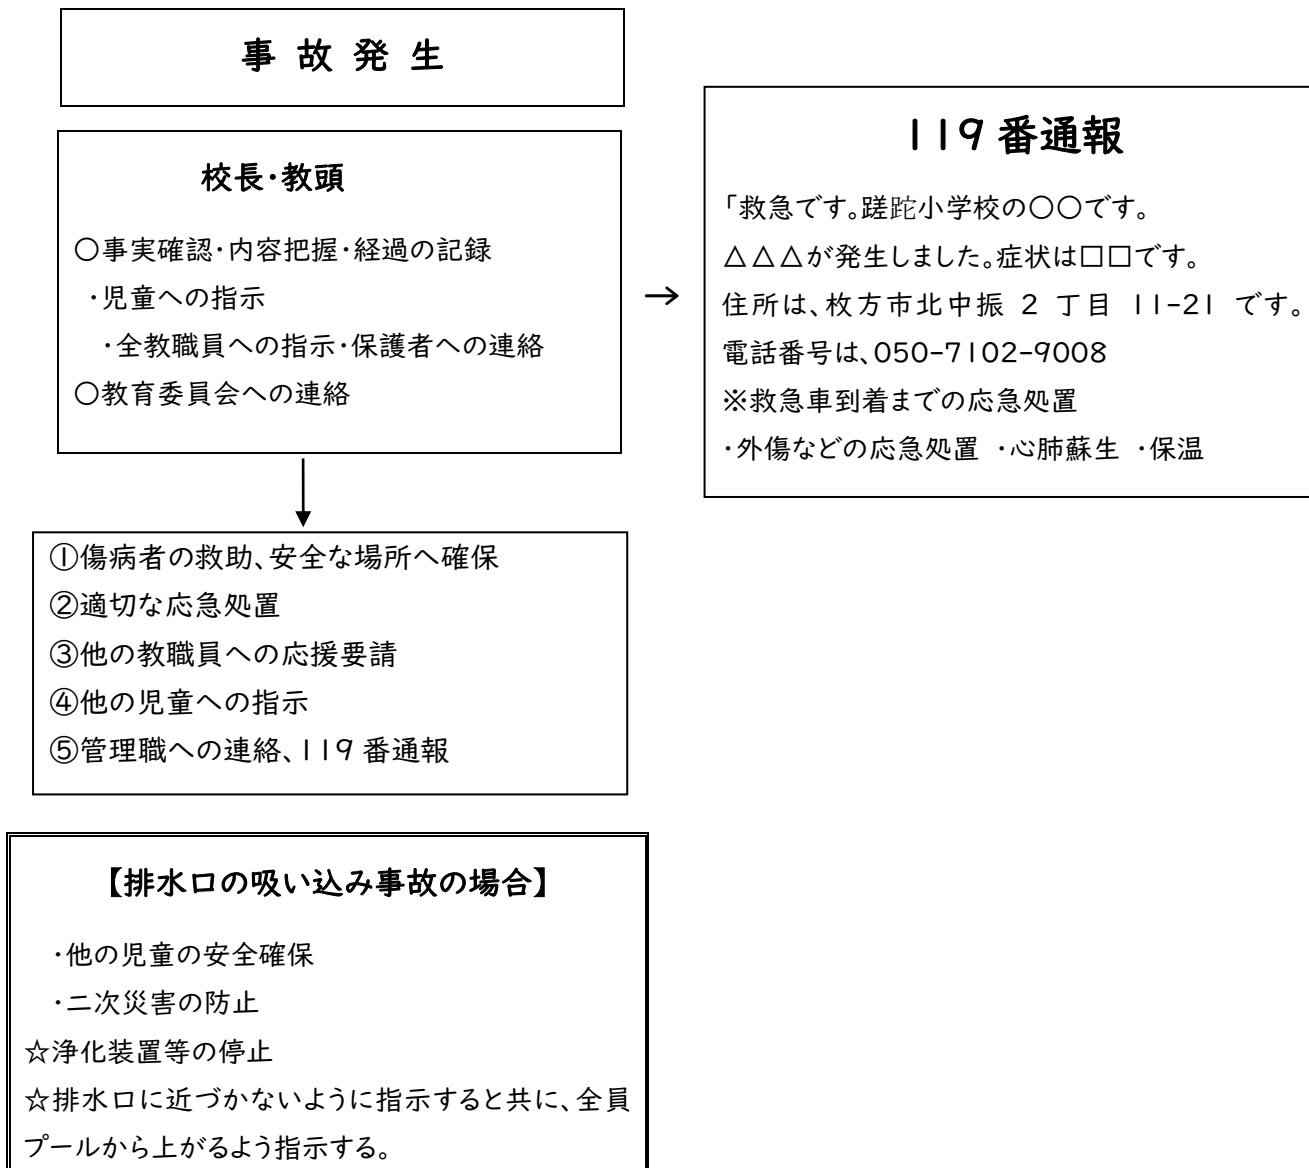 事 故 発 生
校長・教頭
〇事実確認・内容把握・経過の記録
・児童への指示
・全教職員への指示・保護者への連絡
〇教育委員会への連絡
→
119番通報
「救急です。蹉跎小学校の〇〇です。
△△△が発生しました。症状は□□です。
住所は、枚方市北中振 2 丁目 11-21 です。
電話番号は、050-7102-9008
※救急車到着までの応急処置
・外傷などの応急処置 ・心肺蘇生 ・保温
①傷病者の救助、安全な場所へ確保
②適切な応急処置
③他の教職員への応援要請
④他の児童への指示
⑤管理職への連絡、119番通報
【排水口の吸い込み事故の場合】
・他の児童の安全確保
・二次災害の防止
☆浄化装置等の停止
☆排水口に近づかないように指示すると共に、全員
プールから上がるよう指示する。